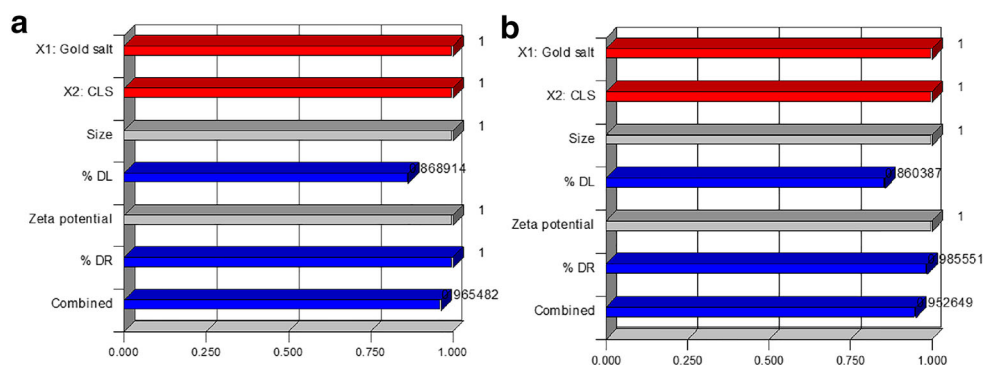 a
X1: Gold salt 1
X2: CLS 1
Size 1
% DL 0.868914
Zeta potential 1
% DR 1
Combined 0.965482
0.000 0.250 0.500 0.750 1.000
b
X1: Gold salt 1
X2: CLS 1
Size 1
% DL 0.860387
Zeta potential 1
% DR 0.985551
Combined 0.952649
0.000 0.250 0.500 0.750 1.000